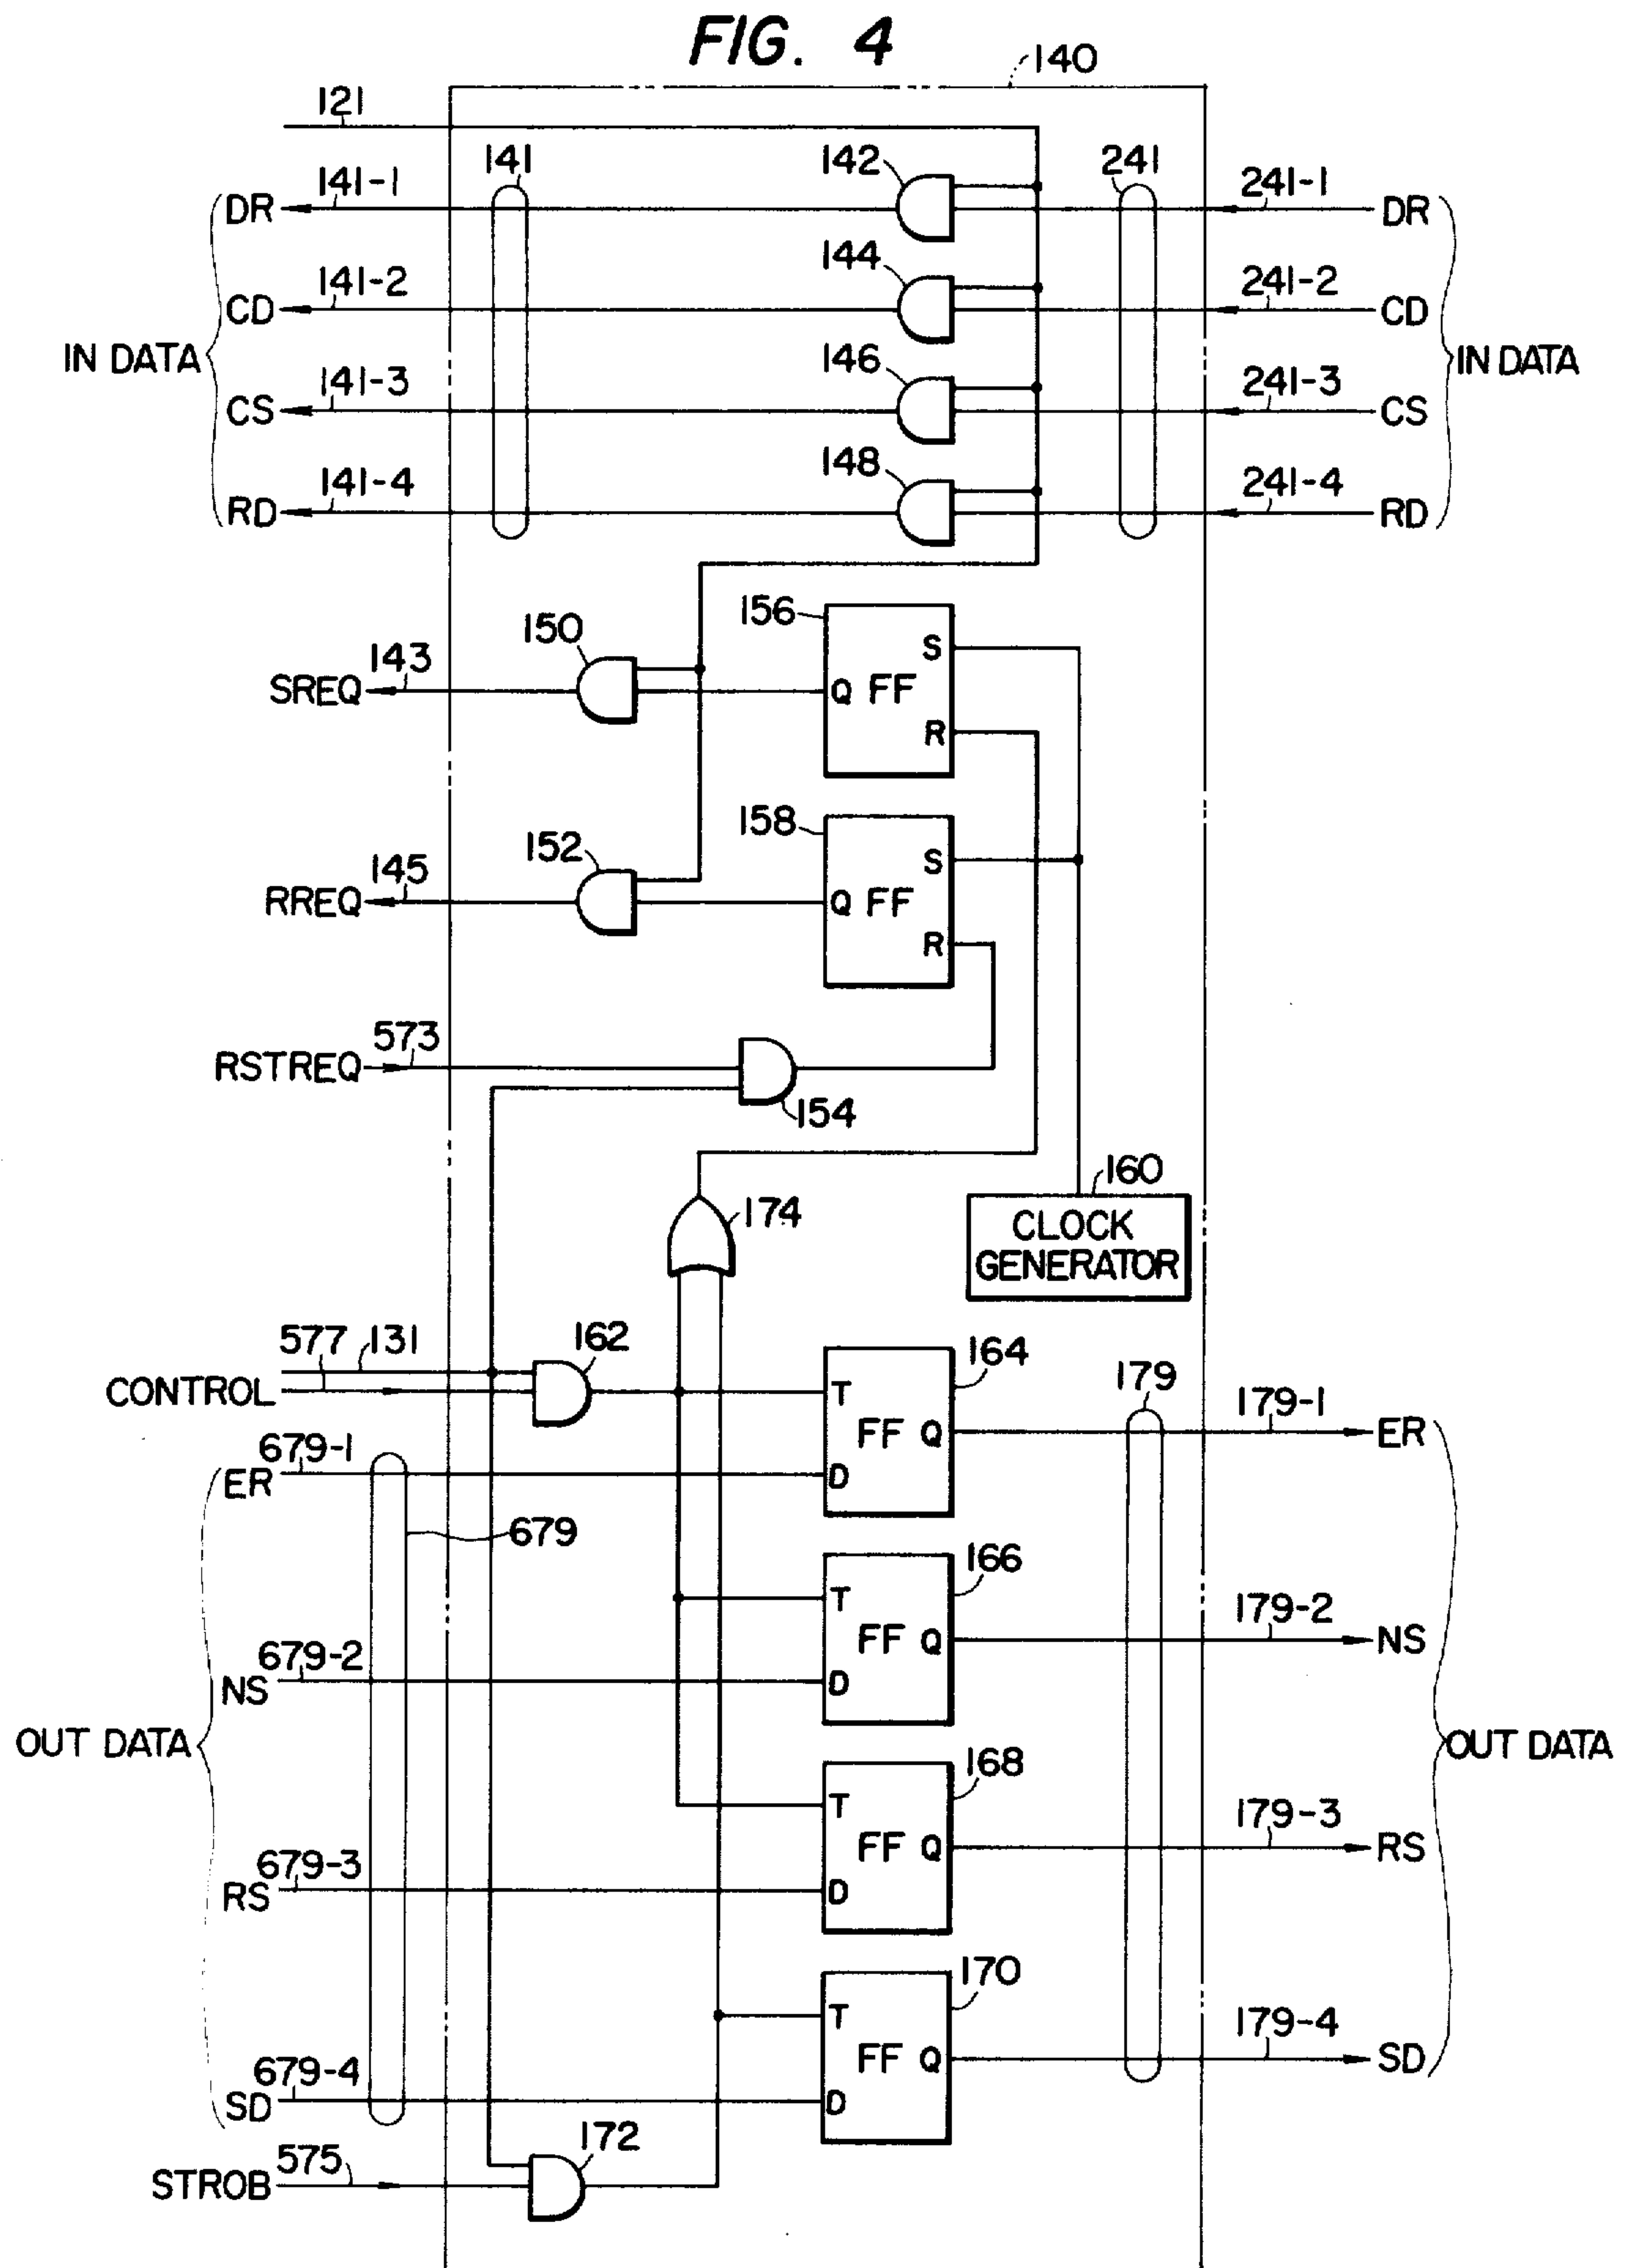 FIG. 4
140
121
141
142
241
DR 141-1
241-1 DR
144
CD 141-2
241-2 CD
IN DATA
IN DATA
146
CS 141-3
241-3 CS
148
RD 141-4
241-4 RD
156
S
150
SREQ 143
Q FF
R
158
152
S
RREQ 145
Q FF
R
RSTREQ 573
154
160
174
CLOCK
GENERATOR
577 131
162
164
179
CONTROL
T
FF Q
179-1 ER
ER 679-1
D
679
166
T
FF Q
179-2 NS
NS 679-2
D
OUT DATA
OUT DATA
168
T
FF Q
179-3 RS
RS 679-3
D
170
T
FF Q
179-4 SD
SD 679-4
D
172
STROB 575